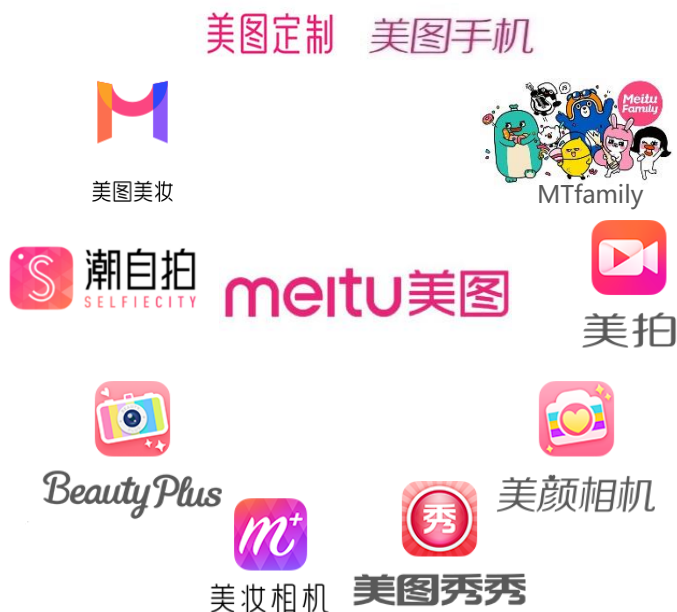 美图定制 美图手机
Meitu
Family
美图美妆
MTfamily
S 潮自拍
SELFIECITY
meitu美图
美拍
BeautyPlus
美颜相机
m+
美妆相机
秀
美图秀秀